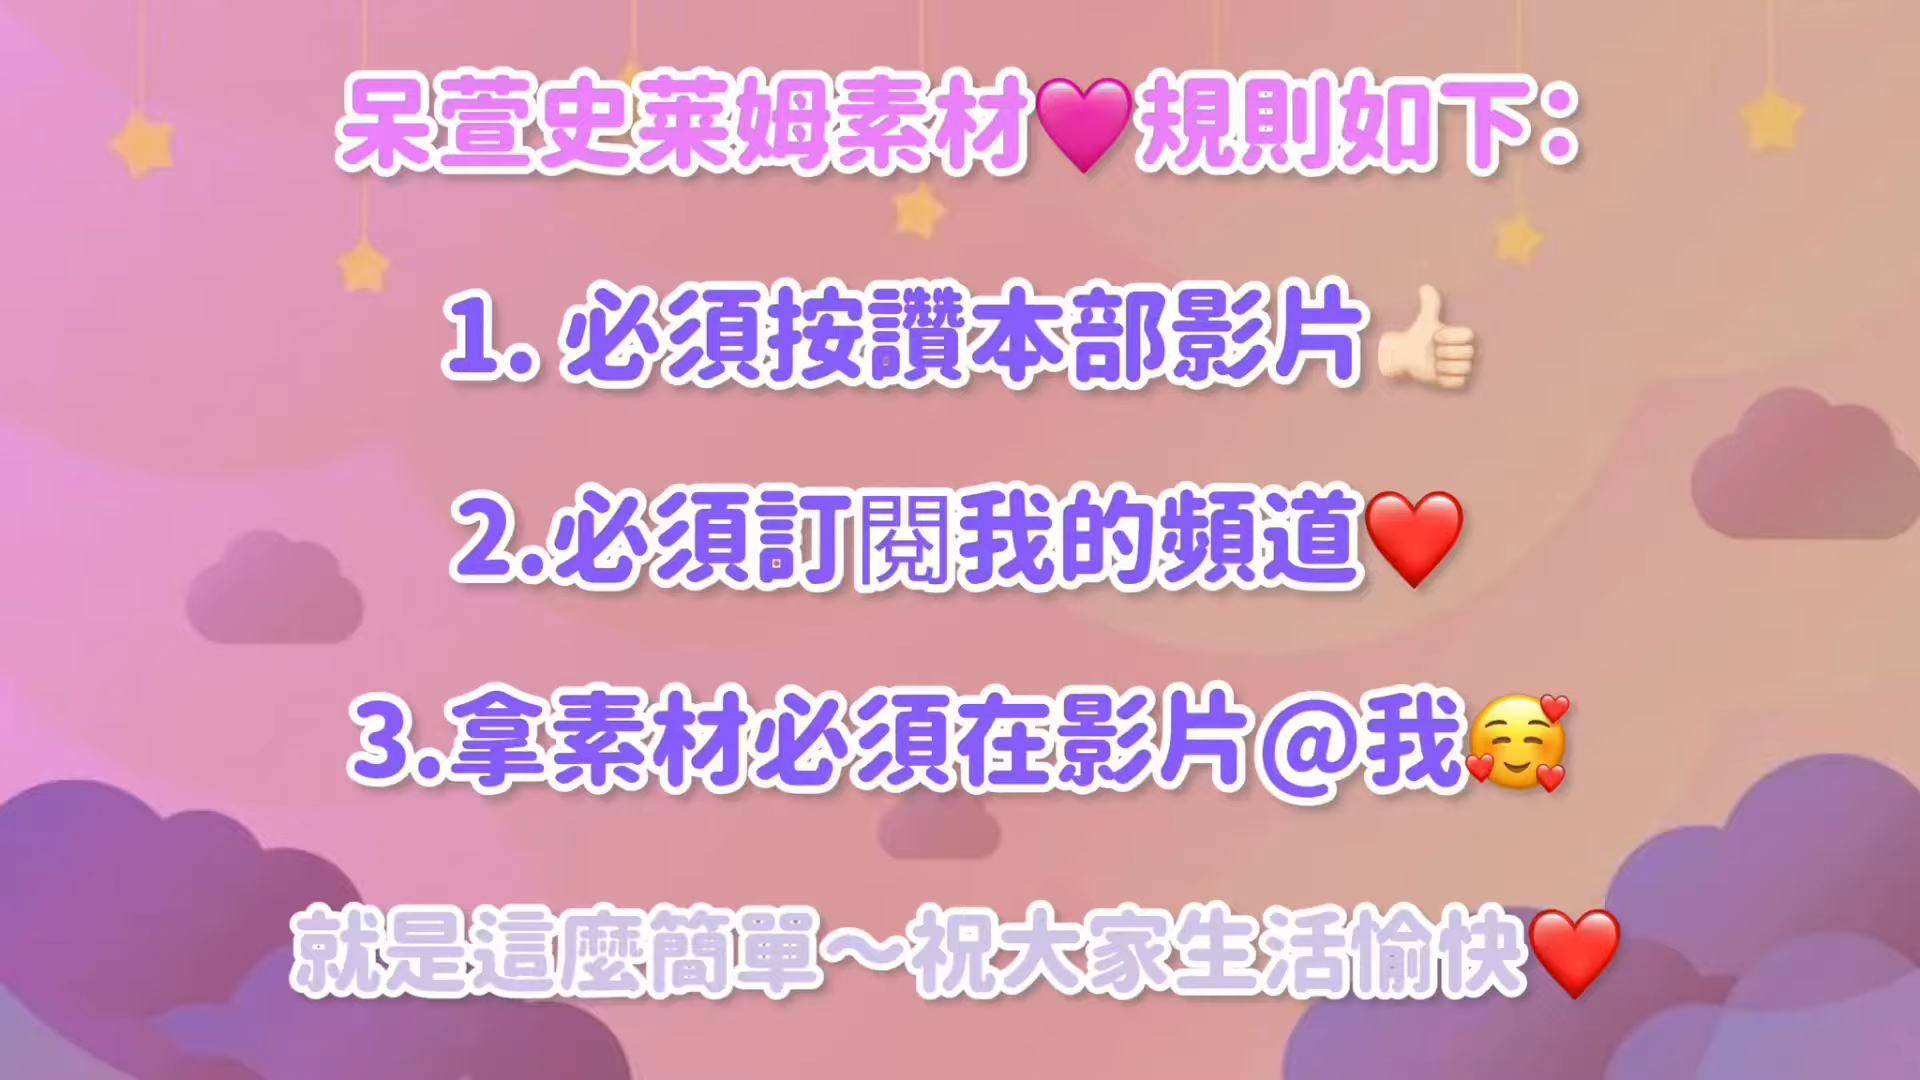 呆萱史萊姆素材🩷規則如下：
1. 必須按讚本部影片👍🏻
2.必須訂閱我的頻道❤️
3.拿素材必須在影片@我🥰
就是這麼簡單～祝大家生活愉快❤️